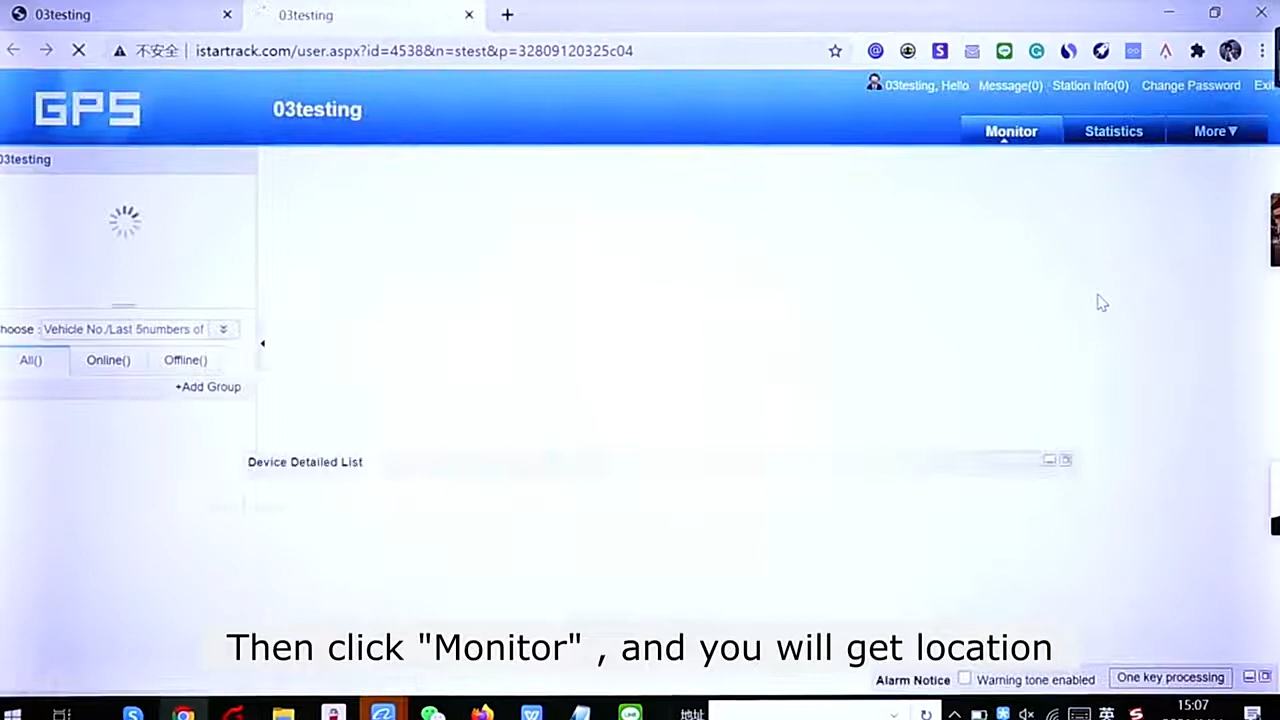 03testing
03testing
不安全
istartrack.com/user.aspx?id=4538&n=stest&p=32809120325c04
03testing, Hello Message(0) Station Info(0) Change Password Exit
GPS
03testing
Monitor Statistics More▼
03testing
hoose : Vehicle No./Last 5numbers of
All() Online() Offline()
+Add Group
Device Detailed List
Then click "Monitor" , and you will get location
Alarm Notice Warning tone enabled One key processing
地址 英 15:07